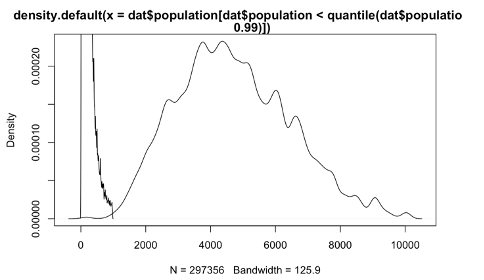 density.default(x = dat$population[dat$population < quantile(dat$populatio
0.99)])
Density
0.00000 0.00010 0.00020
0 2000 4000 6000 8000 10000
N = 297356 Bandwidth = 125.9